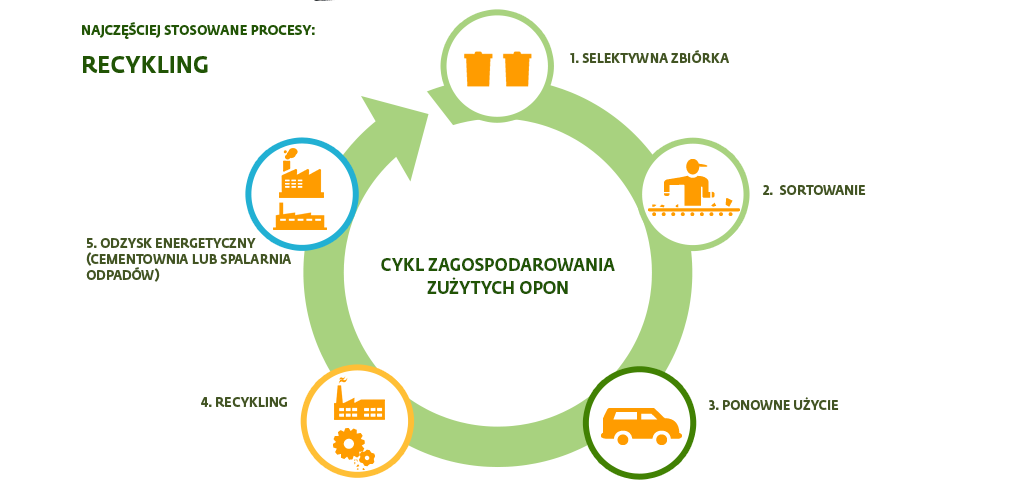 NAJCZĘŚCIEJ STOSOWANE PROCESY:
RECYKLING
1. SELEKTYWNA ZBIÓRKA
2. SORTOWANIE
5. ODZYSK ENERGETYCZNY
(CEMENTOWNIA LUB SPALARNIA
ODPADÓW)
CYKL ZAGOSPODAROWANIA
ZUŻYTYCH OPON
4. RECYKLING
3. PONOWNE UŻYCIE